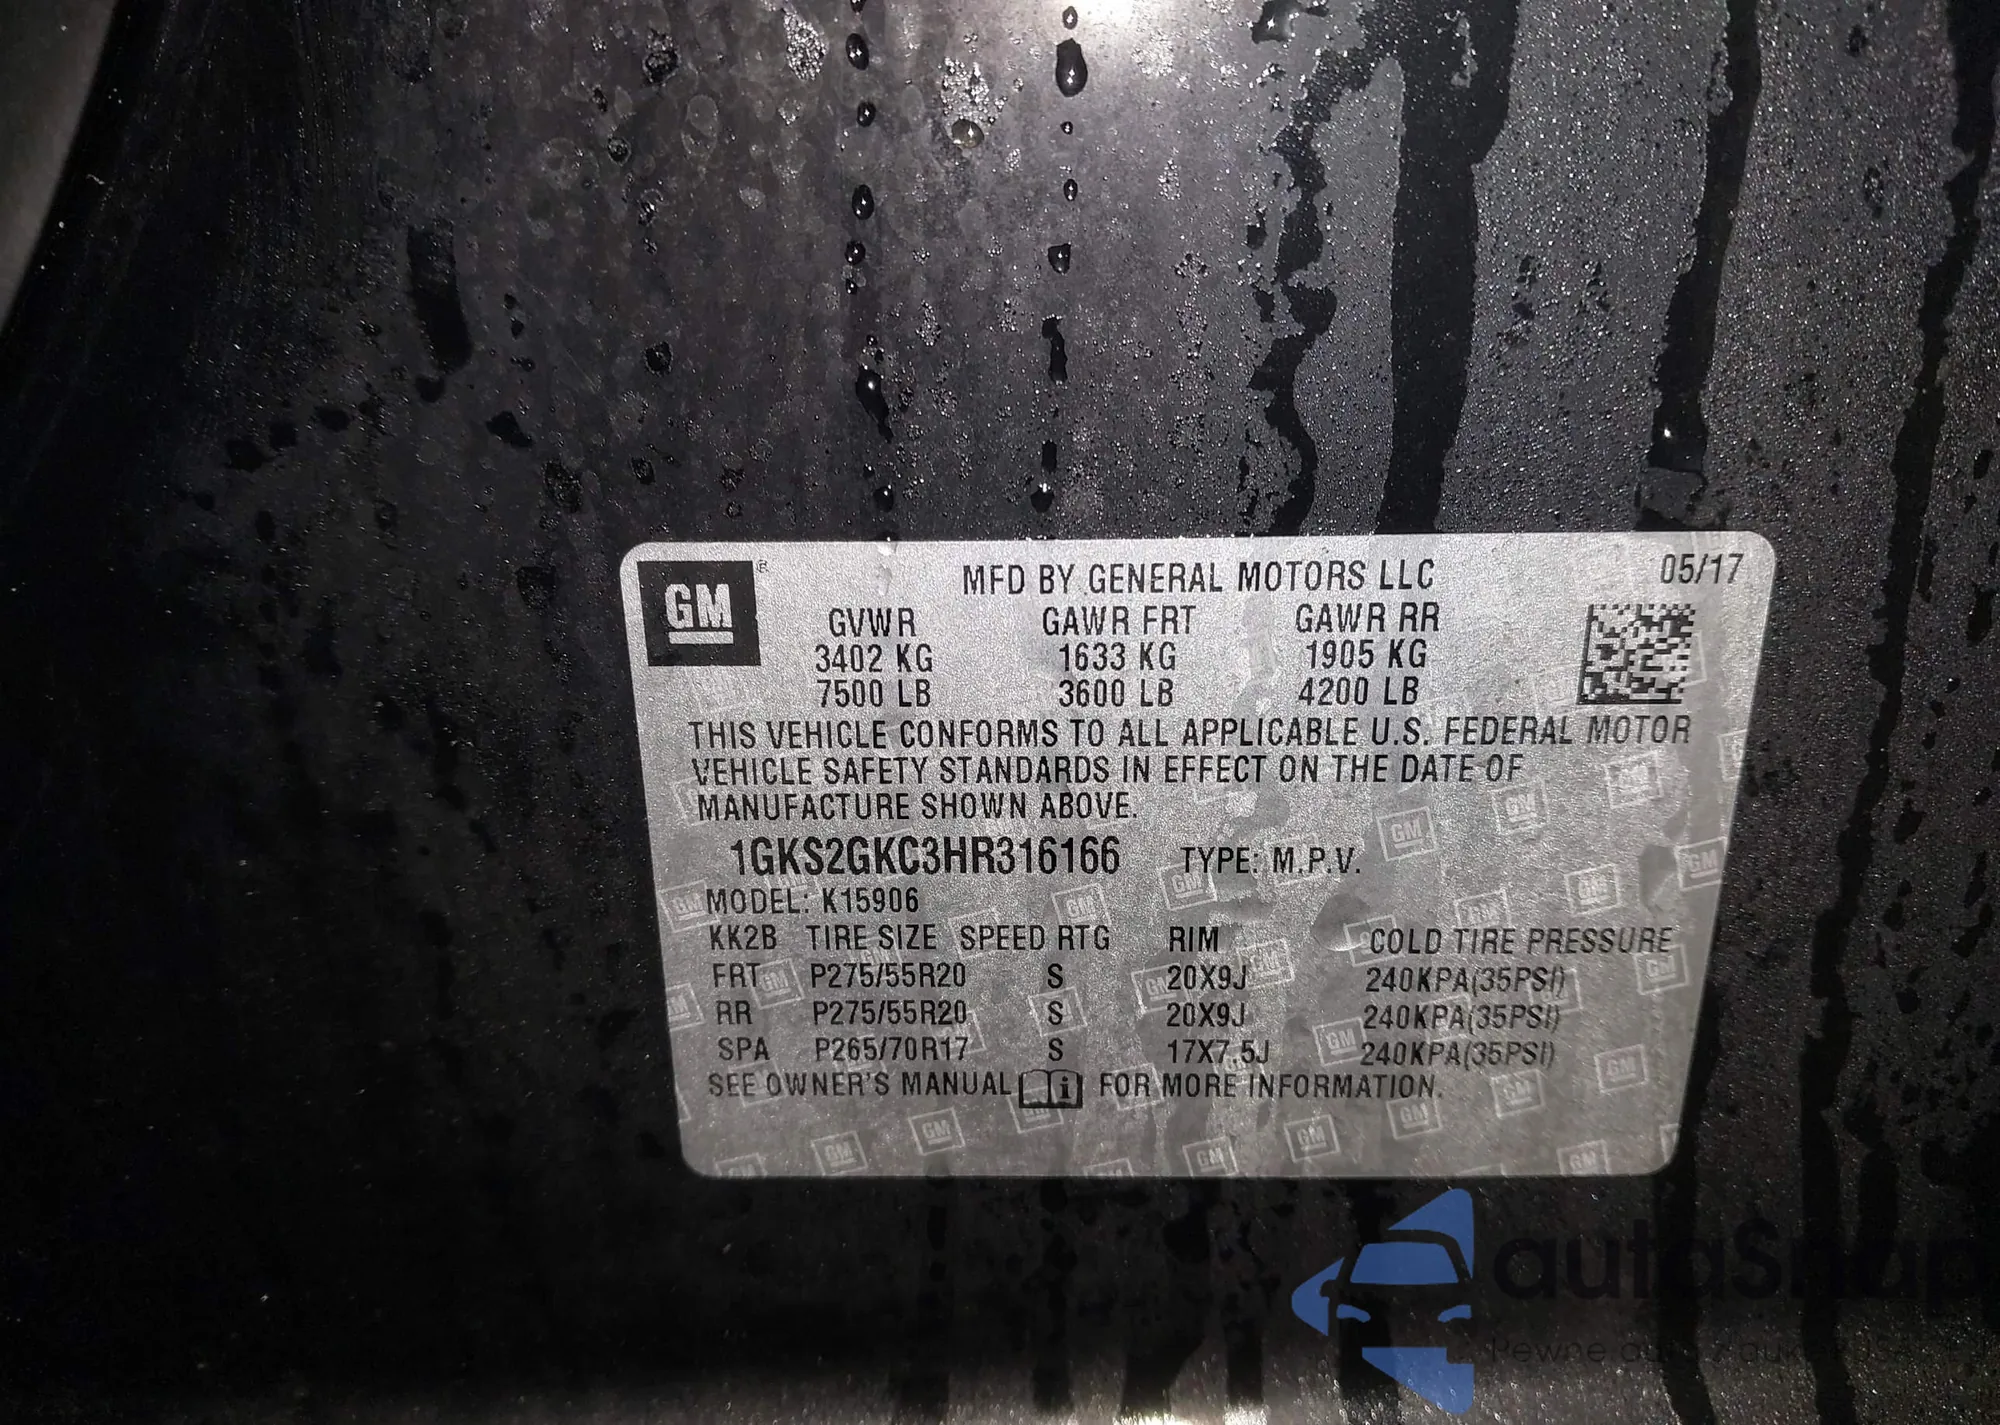 GM ®
MFD BY GENERAL MOTORS LLC 05/17
GVWR GAWR FRT GAWR RR
3402 KG 1633 KG 1905 KG
7500 LB 3600 LB 4200 LB
THIS VEHICLE CONFORMS TO ALL APPLICABLE U.S. FEDERAL MOTOR
VEHICLE SAFETY STANDARDS IN EFFECT ON THE DATE OF
MANUFACTURE SHOWN ABOVE.
1GKS2GKC3HR316166 TYPE: M.P.V.
MODEL: K15906
KK2B TIRE SIZE SPEED RTG RIM COLD TIRE PRESSURE
FRT P275/55R20 S 20X9J 240KPA(35PSI)
RR P275/55R20 S 20X9J 240KPA(35PSI)
SPA P265/70R17 S 17X7.5J 240KPA(35PSI)
SEE OWNER'S MANUAL i FOR MORE INFORMATION.
autaSnap
Pewne auta z aukcji